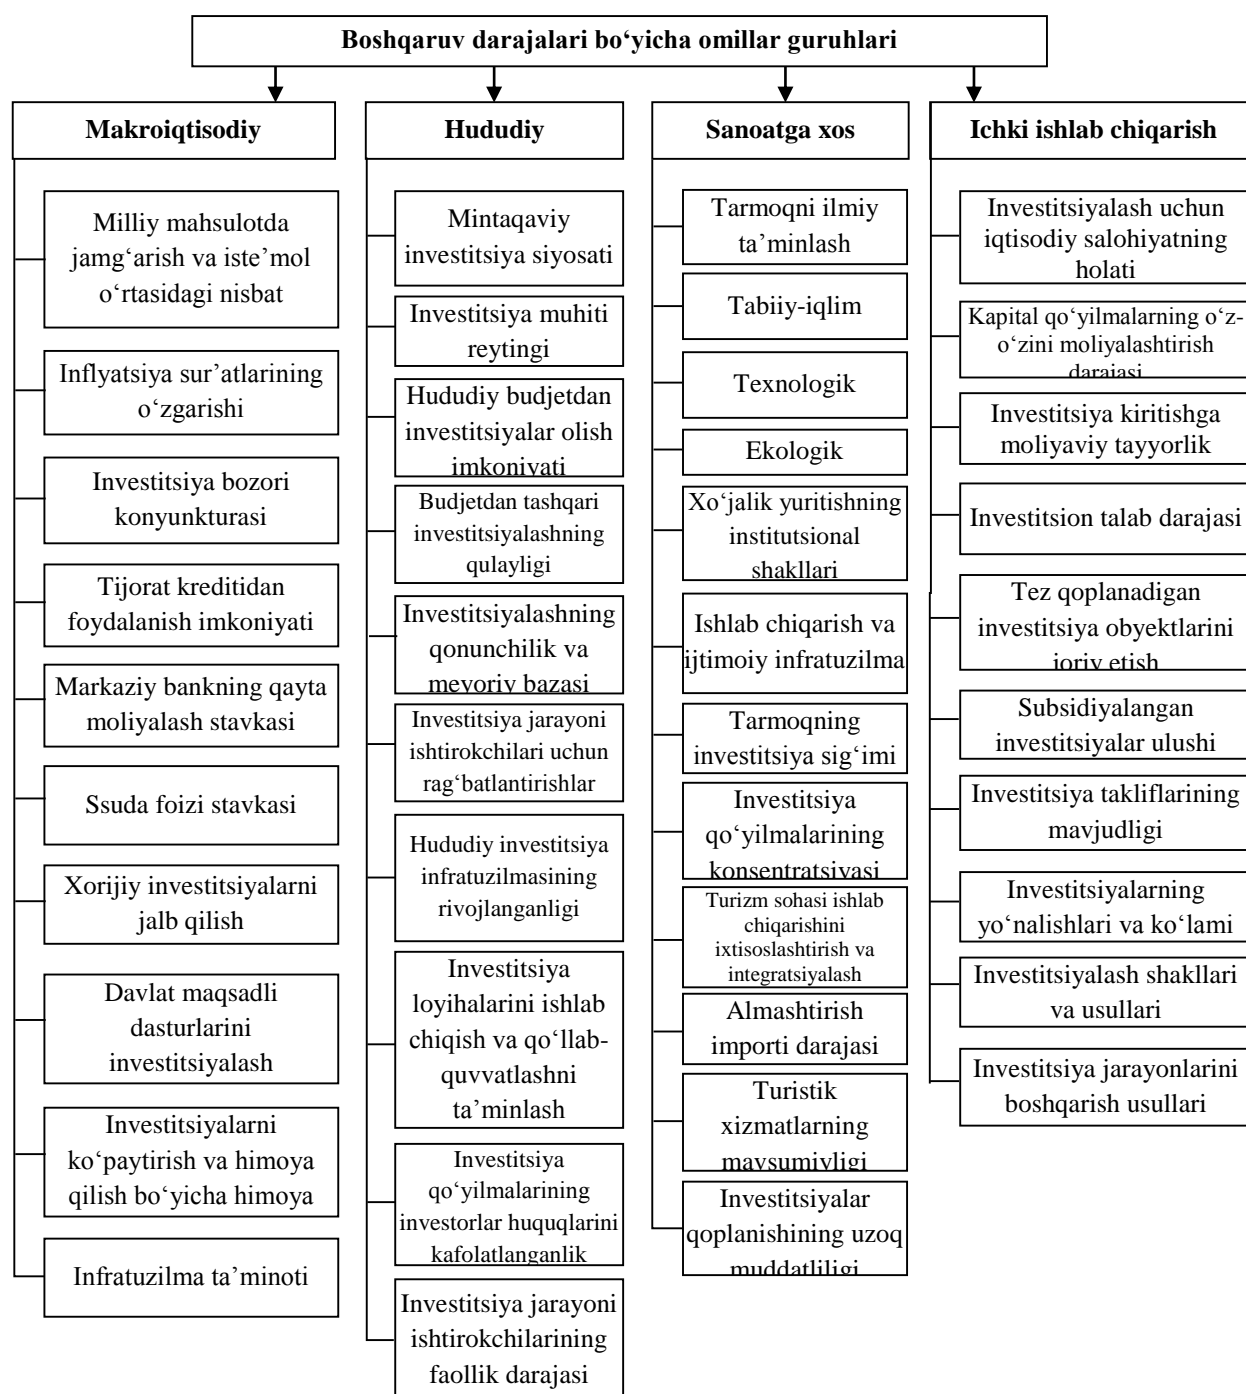 Boshqaruv darajalari bo‘yicha omillar guruhlari
Makroiqtisodiy
Milliy mahsulotda
jamg‘arish va iste’mol
o‘rtasidagi nisbat
Inflyatsiya sur’atlarining
o‘zgarishi
Investitsiya bozori
konyunkturasi
Tijorat kreditidan
foydalanish imkoniyati
Markaziy bankning qayta
moliyalash stavkasi
Ssuda foizi stavkasi
Xorijiy investitsiyalarni
jalb qilish
Davlat maqsadli
dasturlarini
investitsiyalash
Investitsiyalarni
ko‘paytirish va himoya
qilish bo‘yicha himoya
Infratuzilma ta’minoti
Hududiy
Mintaqaviy
investitsiya siyosati
Investitsiya muhiti
reytingi
Hududiy budjetdan
investitsiyalar olish
imkoniyati
Budjetdan tashqari
investitsiyalashning
qulayligi
Investitsiyalashning
qonunchilik va
meyoriy bazasi
Investitsiya jarayoni
ishtirokchilari uchun
rag‘batlantirishlar
Hududiy investitsiya
infratuzilmasining
rivojlanganligi
Investitsiya
loyihalarini ishlab
chiqish va qo‘llab-
quvvatlashni
ta’minlash
Investitsiya
qo‘yilmalarining
investorlar huquqlarini
kafolatlanganlik
Investitsiya jarayoni
ishtirokchilarining
faollik darajasi
Sanoatga xos
Tarmoqni ilmiy
ta’minlash
Tabiiy-iqlim
Texnologik
Ekologik
Xo‘jalik yuritishning
institutsional
shakllari
Ishlab chiqarish va
ijtimoiy infratuzilma
Tarmoqning
investitsiya sig‘imi
Investitsiya
qo‘yilmalarining
konsentratsiyasi
Turizm sohasi ishlab
chiqarishini
ixtisoslashtirish va
integratsiyalash
Almashtirish
importi darajasi
Turistik
xizmatlarning
mavsumiyligi
Investitsiyalar
qoplanishining uzoq
muddatliligi
Ichki ishlab chiqarish
Investitsiyalash uchun
iqtisodiy salohiyatning
holati
Kapital qo‘yilmalarning o‘z-
o‘zini moliyalashtirish
darajasi
Investitsiya kiritishga
moliyaviy tayyorlik
Investitsion talab darajasi
Tez qoplanadigan
investitsiya obyektlarini
joriy etish
Subsidiyalangan
investitsiyalar ulushi
Investitsiya takliflarining
mavjudligi
Investitsiyalarning
yo‘nalishlari va ko‘lami
Investitsiyalash shakllari
va usullari
Investitsiya jarayonlarini
boshqarish usullari